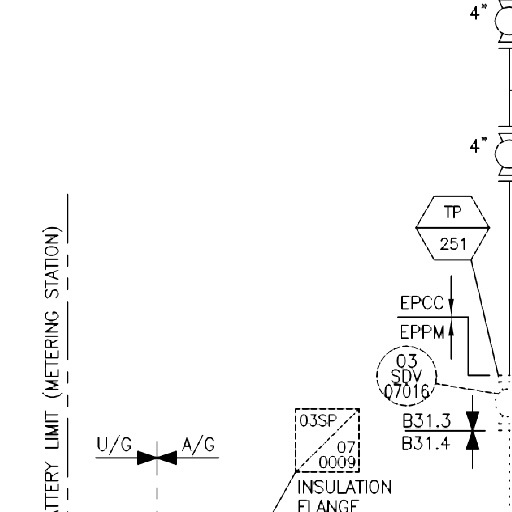 4"
4"
TP
251
EPCC
EPPM
03
SDV
07016
B31.3
B31.4
03SP
07
0009
INSULATION
FLANGE
U/G
A/G
LIMIT (METERING STATION)